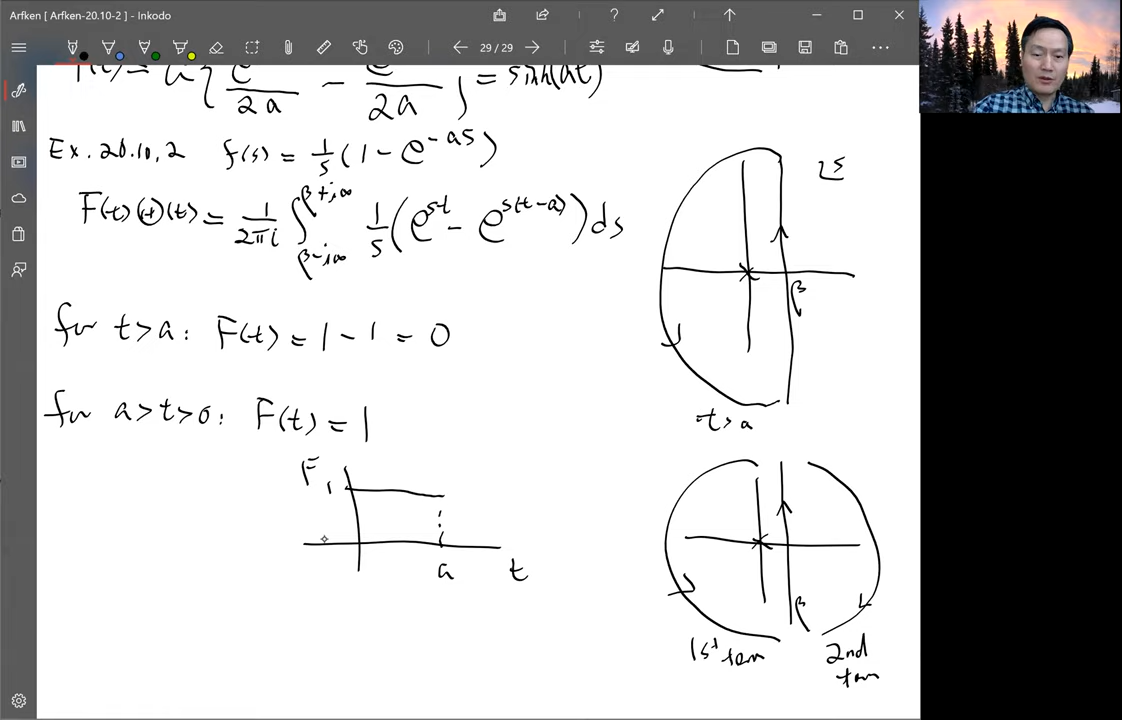 Arfken [ Arfken-20.10-2 ] - Inkodo
29 / 29
= sinh(at)
2a 2a
Ex. 20.10.2 f(s) = 1/s (1 - e^{-as})
F(t)Ⓗ(t) = 1/2πi ∫_{β-i∞}^{β+i∞} 1/s (e^{st} - e^{s(t-a)}) ds
for t>a: F(t) = 1 - 1 = 0
for a>t>0: F(t) = 1
F
1
a t
β
t>a
β
1st term 2nd term